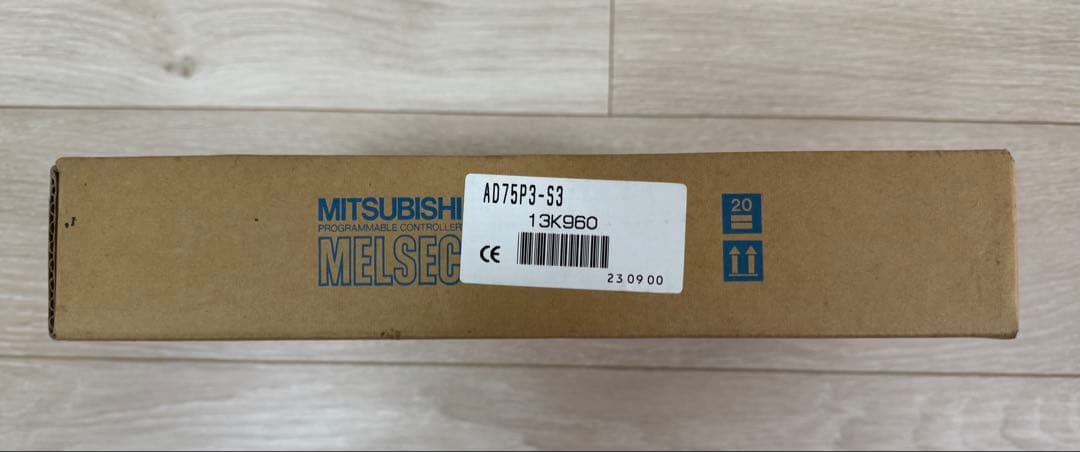 MITSUBISHI
PROGRAMMABLE CONTROLLER
MELSEC
AD75P3-S3
13K960
CE
230900
20